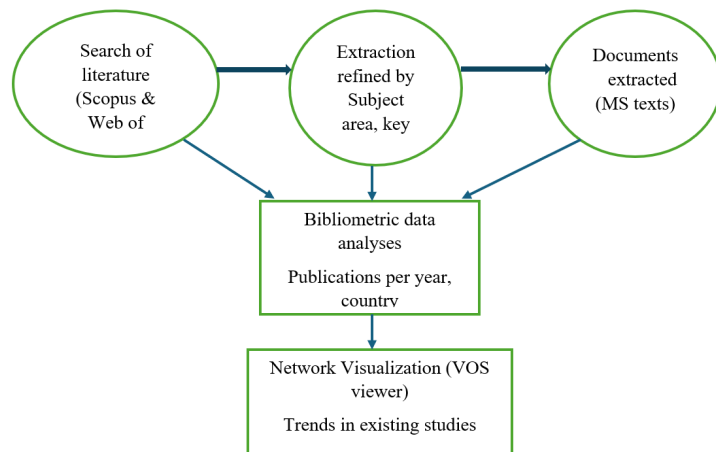 Search of
literature
(Scopus &
Web of
Extraction
refined by
Subject
area, key
Documents
extracted
(MS texts)
Bibliometric data
analyses
Publications per year,
country
Network Visualization (VOS
viewer)
Trends in existing studies